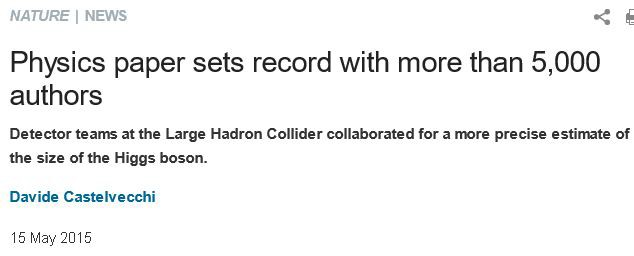 NATURE | NEWS
Physics paper sets record with more than 5,000
authors
Detector teams at the Large Hadron Collider collaborated for a more precise estimate of
the size of the Higgs boson.
Davide Castelvecchi
15 May 2015